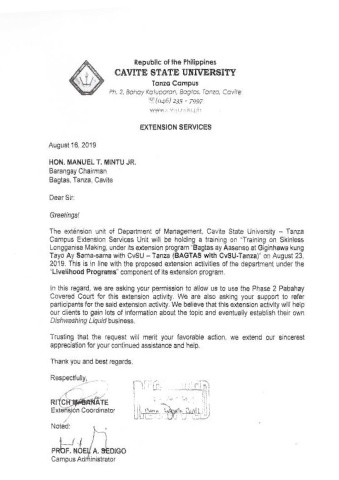 Republic of the Philippines
CAVITE STATE UNIVERSITY
Tanza Campus
Ph. 2, Bahay Katuparan, Bagtas, Tanza, Cavite
(046) 235 - 7997
EXTENSION SERVICES
August 16, 2019
HON. MANUEL T. MINTU JR.
Barangay Chairman
Bagtas, Tanza, Cavite
Dear Sir:
Greetings!
The extension unit of Department of Management, Cavite State University – Tanza
Campus Extension Services Unit will be holding a training on "Training on Skinless
Longganisa Making, under its extension program "Bagtas ay Asenso at Giginhawa kung
Tayo Ay Sama-sama with CvSU – Tanza (BAGTAS with CvSU-Tanza)" on August 23,
2019. This is in line with the proposed extension activities of the department under the
"Livelihood Programs" component of its extension program.
In this regard, we are asking your permission to allow us to use the Phase 2 Pabahay
Covered Court for this extension activity. We are also asking your support to refer
participants for the said extension activity. We believe that this extension activity will help
our clients to gain lots of information about the topic and eventually establish their own
Dishwashing Liquid business.
Trusting that the request will merit your favorable action, we extend our sincerest
appreciation for your continued assistance and help.
Thank you and best regards.
Respectfully,
RITCH
Extension Coordinator
Noted:
PROF. NOEL A. SEDIGO
Campus Administrator